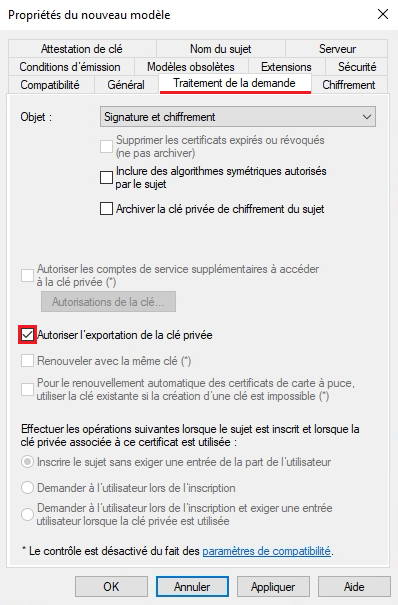 Propriétés du nouveau modèle
Attestation de clé
Nom du sujet
Serveur
Conditions d'émission
Modèles obsolètes
Extensions
Sécurité
Compatibilité
Général
Traitement de la demande
Chiffrement
Objet :
Signature et chiffrement
Supprimer les certificats expirés ou révoqués
(ne pas archiver)
Inclure des algorithmes symétriques autorisés
par le sujet
Archiver la clé privée de chiffrement du sujet
Autoriser les comptes de service supplémentaires à accéder
à la clé privée (*)
Autorisations de la clé...
Autoriser l'exportation de la clé privée
Renouveler avec la même clé (*)
Pour le renouvellement automatique des certificats de carte à puce,
utiliser la clé existante si la création d'une clé est impossible (*)
Effectuer les opérations suivantes lorsque le sujet est inscrit et lorsque la
clé privée associée à ce certificat est utilisée :
Inscrire le sujet sans exiger une entrée de la part de l'utilisateur
Demander à l'utilisateur lors de l'inscription
Demander à l'utilisateur lors de l'inscription et exiger une entrée
utilisateur lorsque la clé privée est utilisée
* Le contrôle est désactivé du fait des paramètres de compatibilité.
OK
Annuler
Appliquer
Aide